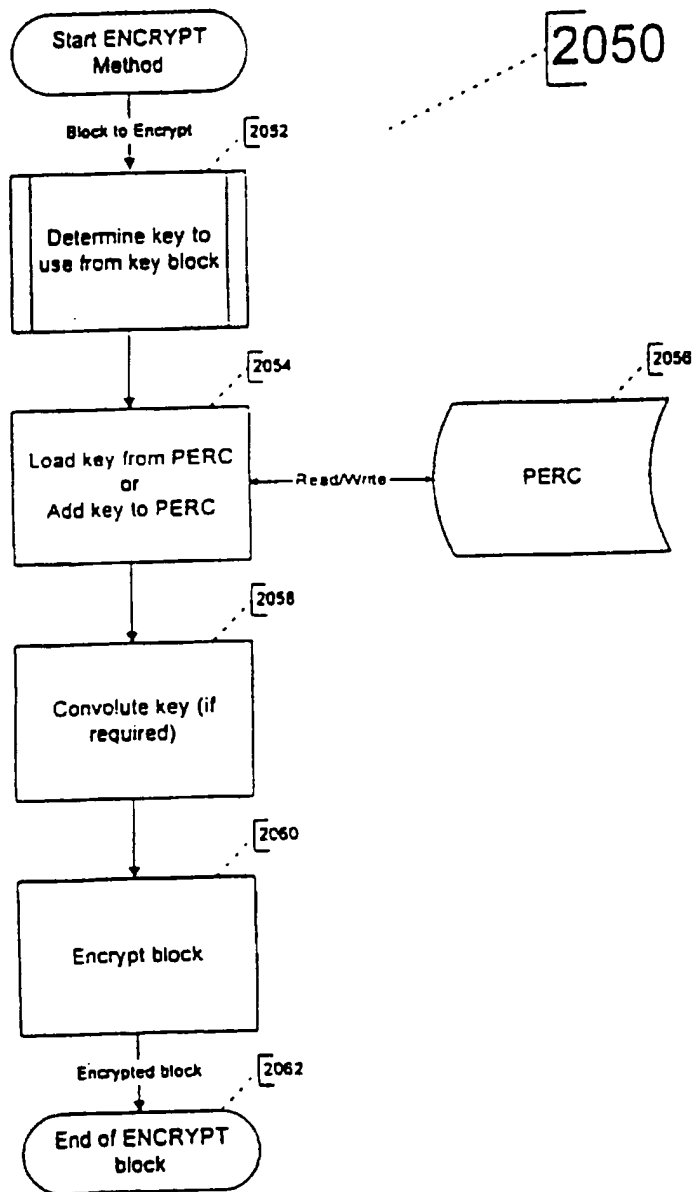 Start ENCRYPT
Method
2050
Block to Encrypt
2052
Determine key to
use from key block
2054
2056
Load key from PERC
or
Add key to PERC
Read/Write
PERC
2058
Convolute key (if
required)
2060
Encrypt block
Encrypted block
2062
End of ENCRYPT
block